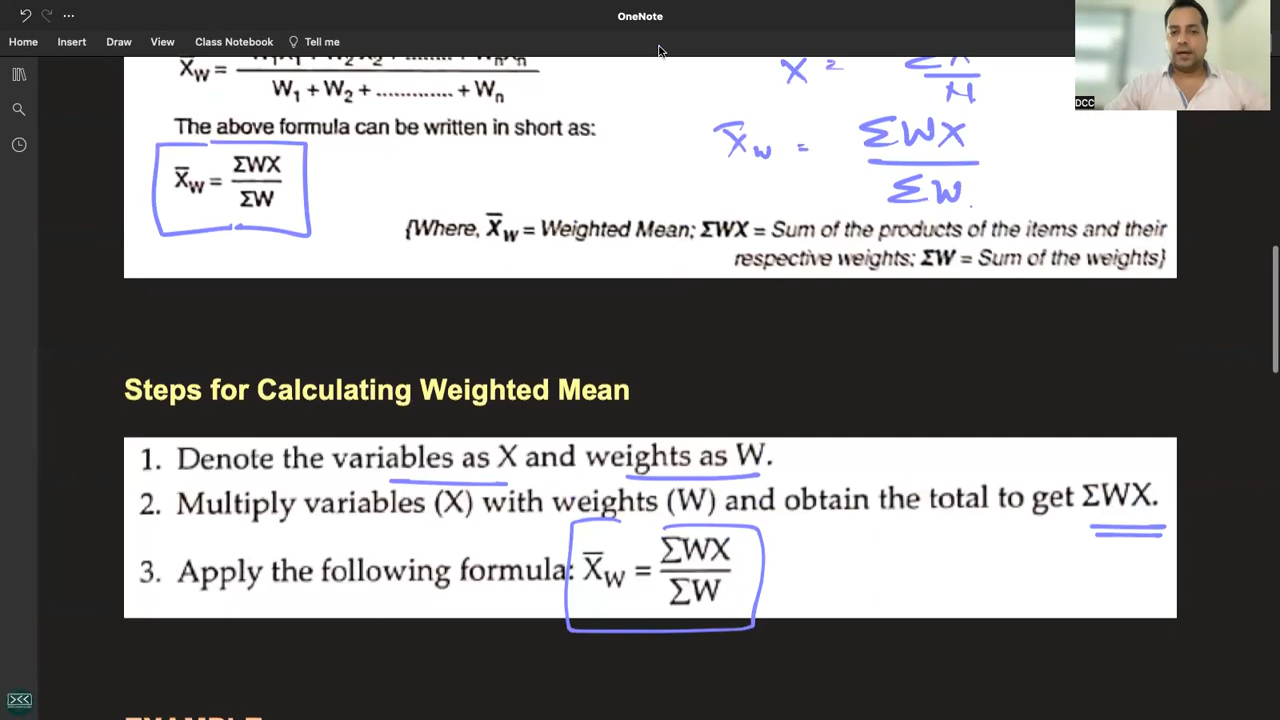 OneNote
Home Insert Draw View Class Notebook Tell me
X̄w =
W₁ + W₂ + ............. + Wn
The above formula can be written in short as:
X̄w = ΣWX / ΣW
X̄ = ΣX / N
X̄w = ΣWX / ΣW.
{Where, X̄w = Weighted Mean; ΣWX = Sum of the products of the items and their
respective weights; ΣW = Sum of the weights}
DCC
Steps for Calculating Weighted Mean
1. Denote the variables as X and weights as W.
2. Multiply variables (X) with weights (W) and obtain the total to get ΣWX.
3. Apply the following formula: X̄w = ΣWX / ΣW
EXAMPLE